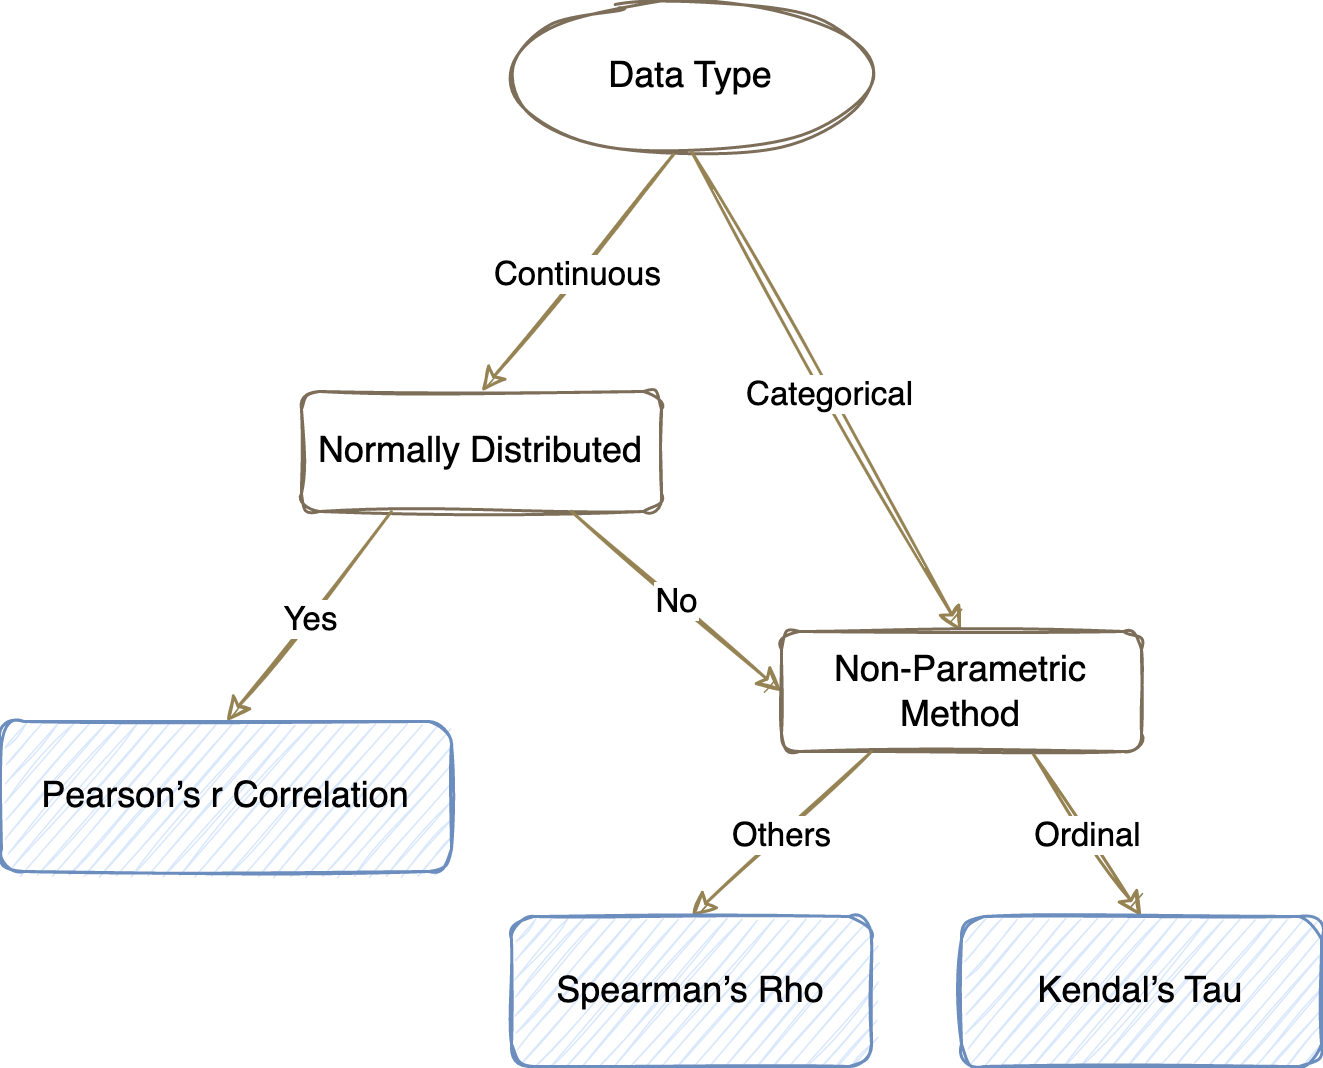 Data Type
Continuous
Categorical
Normally Distributed
Yes
No
Non-Parametric
Method
Pearson’s r Correlation
Others
Ordinal
Spearman’s Rho
Kendal’s Tau